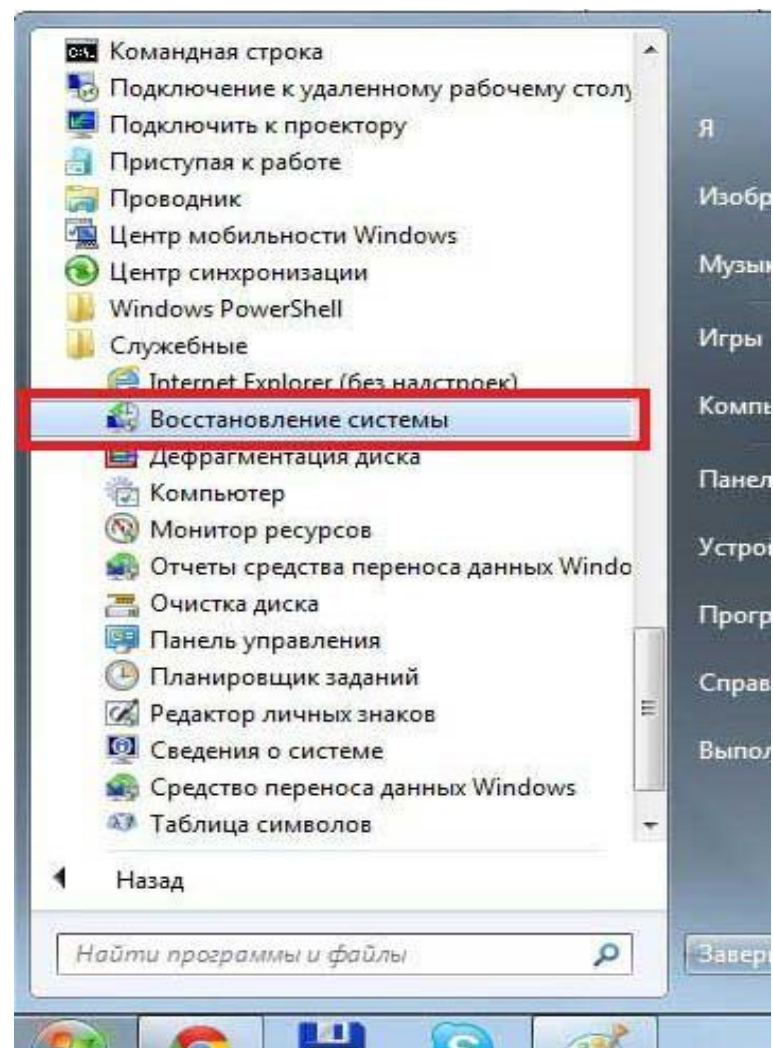 Командная строка
Подключение к удаленному рабочему столу
Подключить к проектору
Приступая к работе
Проводник
Центр мобильности Windows
Центр синхронизации
Windows PowerShell
Служебные
Internet Explorer (без надстроек)
Восстановление системы
Дефрагментация диска
Компьютер
Монитор ресурсов
Отчеты средства переноса данных Windo
Очистка диска
Панель управления
Планировщик заданий
Редактор личных знаков
Сведения о системе
Средство переноса данных Windows
Таблица символов
Назад
Найти программы и файлы
Я
Изобр
Музык
Игры
Компь
Панел
Устрой
Прогр
Справ
Выпол
Завер